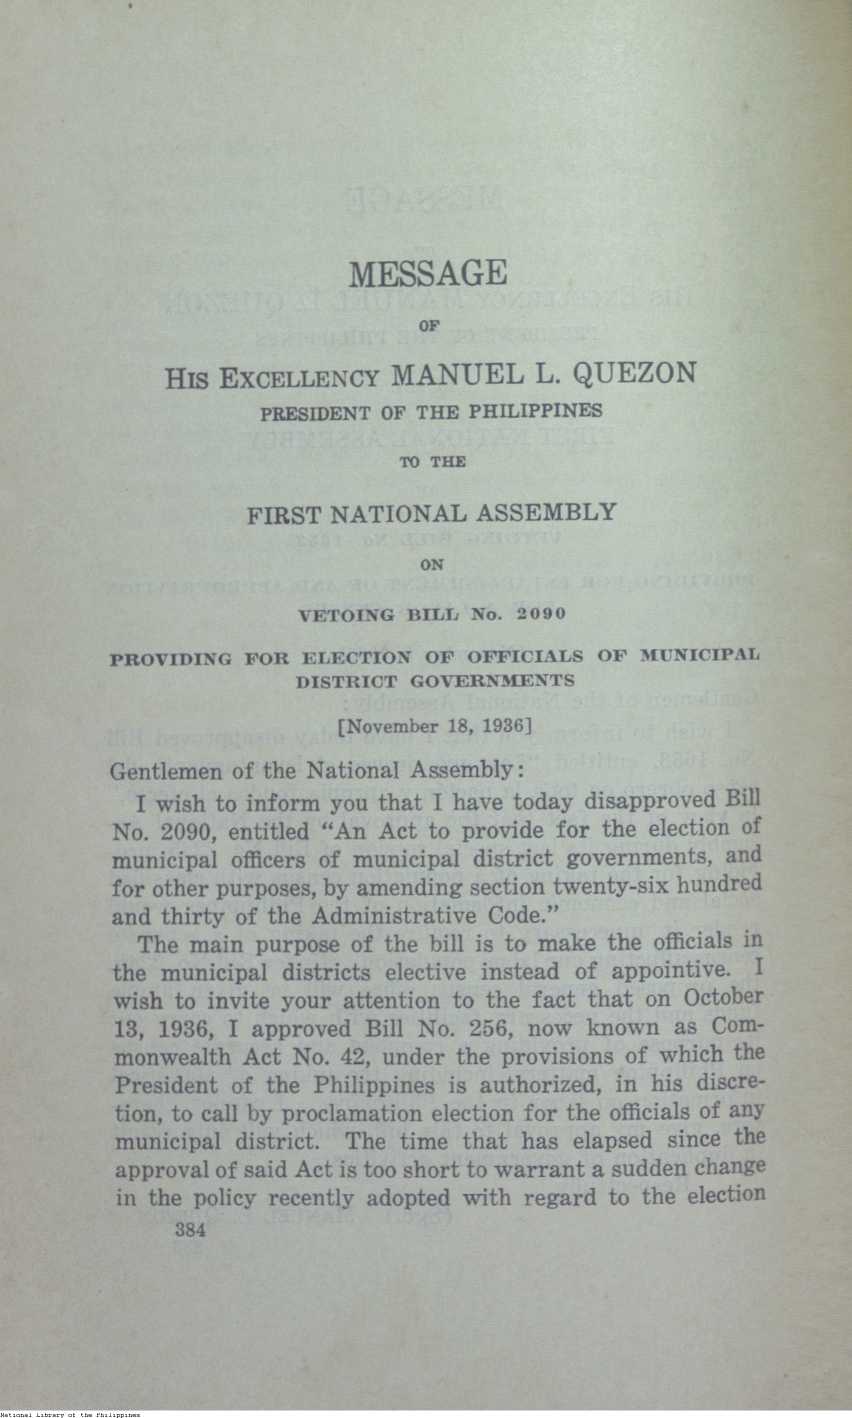 MESSAGE
OF
HIS EXCELLENCY MANUEL L. QUEZON
PRESIDENT OF THE PHILIPPINES
TO THE
FIRST NATIONAL ASSEMBLY
ON
VETOING BILL No. 2090
PROVIDING FOR ELECTION OF OFFICIALS OF MUNICIPAL
DISTRICT GOVERNMENTS
[November 18, 1936]
Gentlemen of the National Assembly:
I wish to inform you that I have today disapproved Bill
No. 2090, entitled “An Act to provide for the election of
municipal officers of municipal district governments, and
for other purposes, by amending section twenty-six hundred
and thirty of the Administrative Code.”
The main purpose of the bill is to make the officials in
the municipal districts elective instead of appointive. I
wish to invite your attention to the fact that on October
13, 1936, I approved Bill No. 256, now known as Com-
monwealth Act No. 42, under the provisions of which the
President of the Philippines is authorized, in his discre-
tion, to call by proclamation election for the officials of any
municipal district. The time that has elapsed since the
approval of said Act is too short to warrant a sudden change
in the policy recently adopted with regard to the election
384
National Library of the Philippines